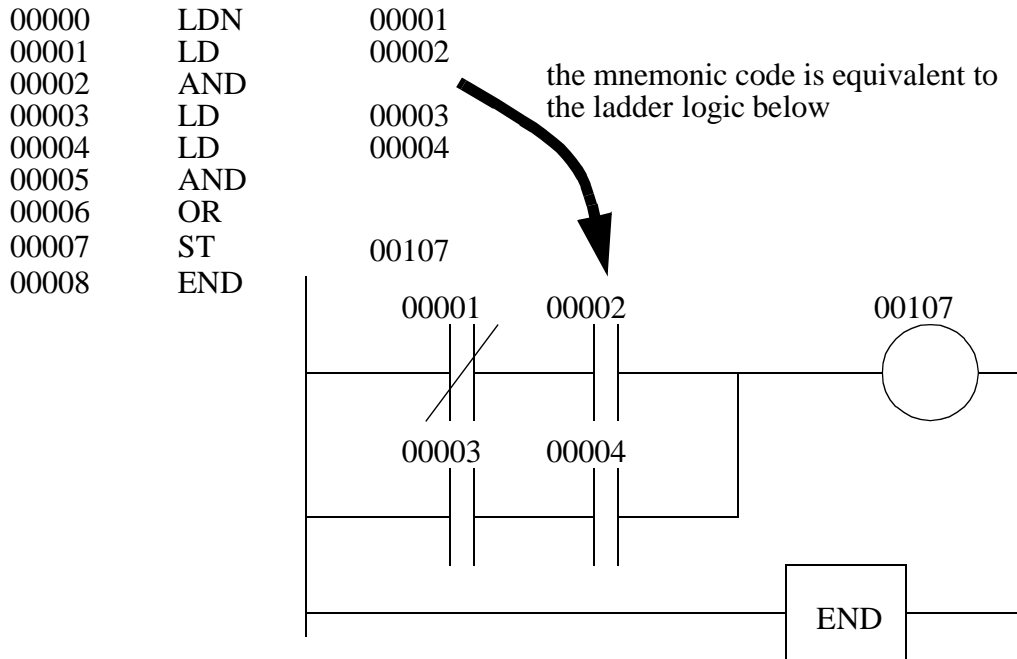 00000 LDN 00001
00001 LD 00002
00002 AND
00003 LD 00003
00004 LD 00004
00005 AND
00006 OR
00007 ST 00107
00008 END
the mnemonic code is equivalent to
the ladder logic below
00001 00002 00107
00003 00004
END